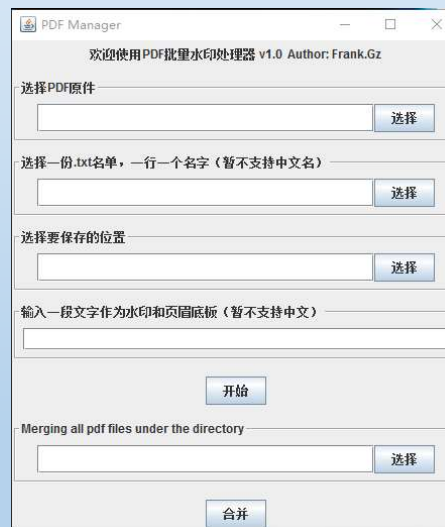 PDF Manager
欢迎使用PDF批量水印处理器 v1.0 Author: Frank.Gz
选择PDF原件
选择
选择一份.txt名单，一行一个名字（暂不支持中文名）
选择
选择要保存的位置
选择
输入一段文字作为水印和页眉底板（暂不支持中文）
开始
Merging all pdf files under the directory
选择
合并